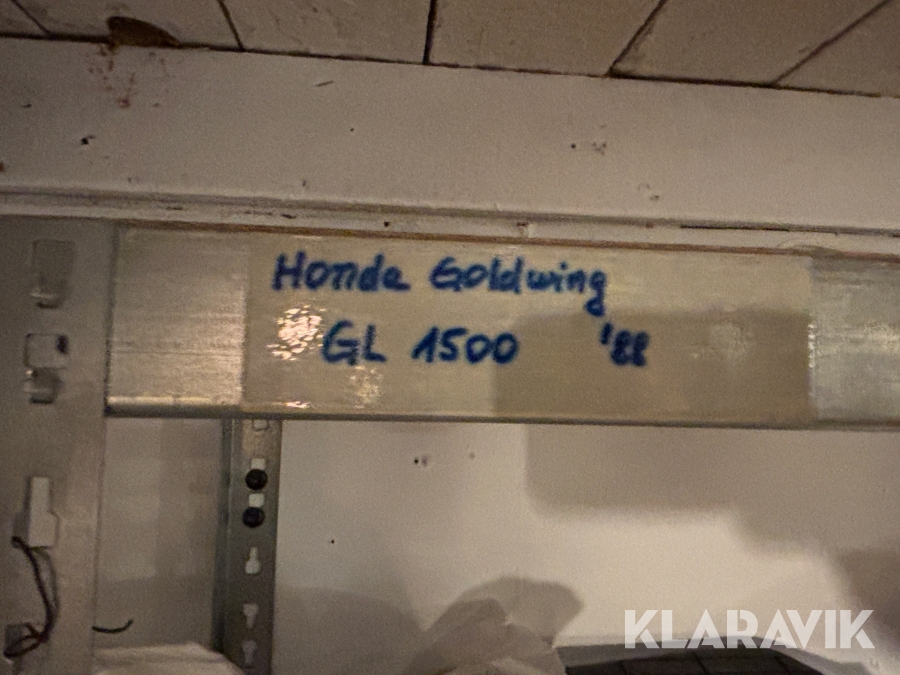 Honda Goldwing
GL 1500 '88
KLARAVIK